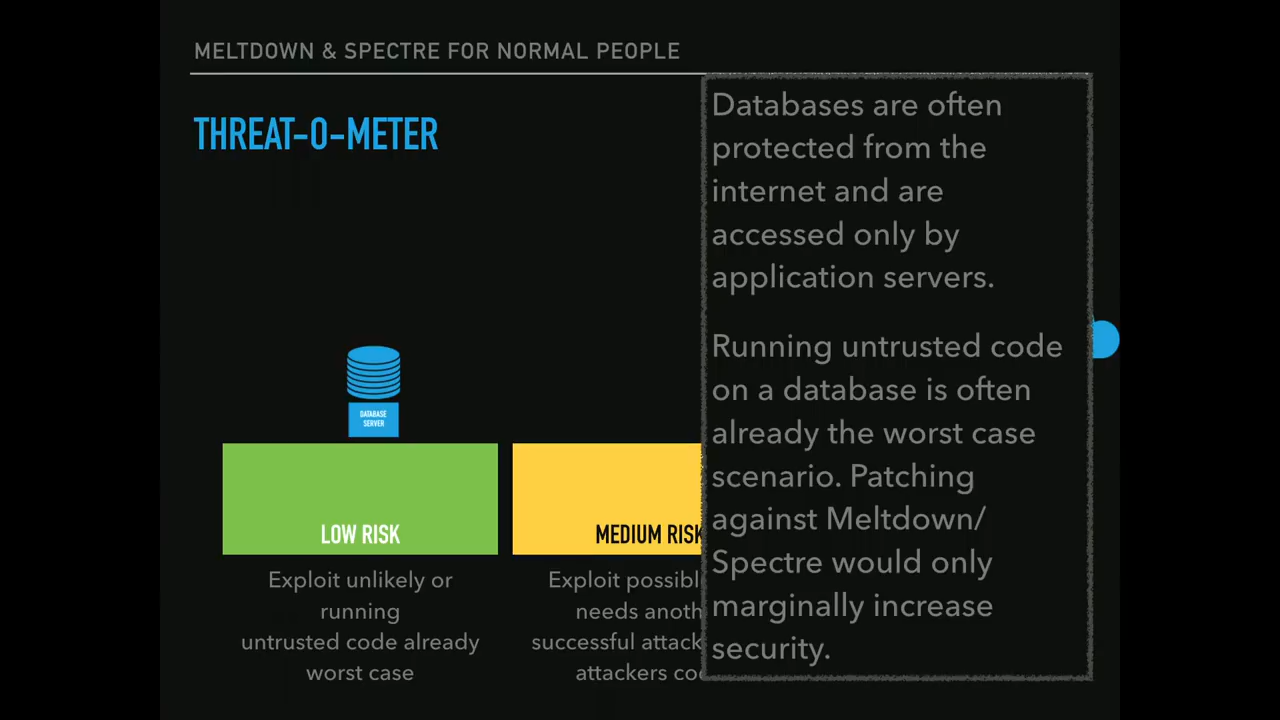 MELTDOWN & SPECTRE FOR NORMAL PEOPLE
THREAT-O-METER
Databases are often
protected from the
internet and are
accessed only by
application servers.
Running untrusted code
on a database is often
already the worst case
scenario. Patching
against Meltdown/
Spectre would only
marginally increase
security.
DATABASE
SERVER
LOW RISK
Exploit unlikely or
running
untrusted code already
worst case
MEDIUM RISK
Exploit
needs
successful attack
attackers